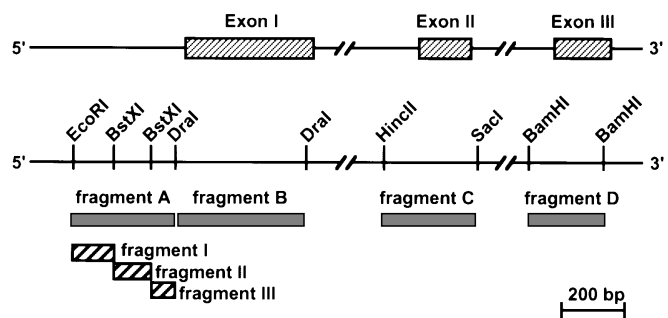 Exon I Exon II Exon III
5' 3'
EcoRI BstXI BstXI DraI DraI HincII SacI BamHI BamHI
5' 3'
fragment A fragment B fragment C fragment D
fragment I
fragment II
fragment III
200 bp